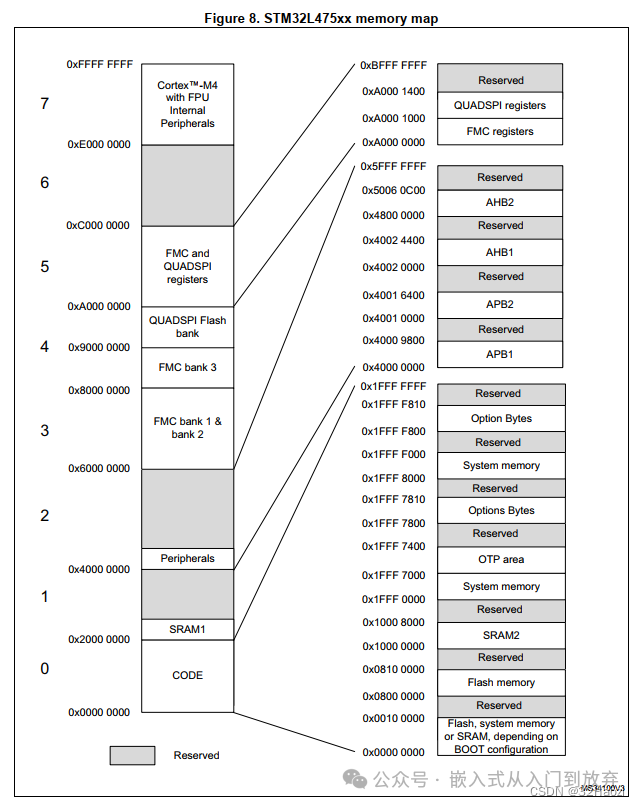 Figure 8. STM32L475xx memory map
0xFFFF FFFF
7
Cortex™-M4
with FPU
Internal
Peripherals
0xE000 0000
6
0xC000 0000
5
FMC and
QUADSPI
registers
0xA000 0000
QUADSPI Flash
bank
4
0x9000 0000
FMC bank 3
0x8000 0000
3
FMC bank 1 &
bank 2
0x6000 0000
2
Peripherals
0x4000 0000
1
SRAM1
0x2000 0000
0
CODE
0x0000 0000
Reserved
0xBFFF FFFF
Reserved
0xA000 1400
QUADSPI registers
0xA000 1000
FMC registers
0xA000 0000
0x5FFF FFFF
Reserved
0x5006 0C00
AHB2
0x4800 0000
Reserved
0x4002 4400
AHB1
0x4002 0000
Reserved
0x4001 6400
APB2
0x4001 0000
Reserved
0x4000 9800
APB1
0x4000 0000
0x1FFF FFFF
Reserved
0x1FFF F810
Option Bytes
0x1FFF F800
Reserved
0x1FFF F000
System memory
0x1FFF 8000
Reserved
0x1FFF 7810
Options Bytes
0x1FFF 7800
Reserved
0x1FFF 7400
OTP area
0x1FFF 7000
System memory
0x1FFF 0000
Reserved
0x1000 8000
SRAM2
0x1000 0000
Reserved
0x0810 0000
Flash memory
0x0800 0000
Reserved
0x0010 0000
Flash, system memory
or SRAM, depending on
BOOT configuration
0x0000 0000
公众号 · 嵌入式从入门到放弃
MS34100V3